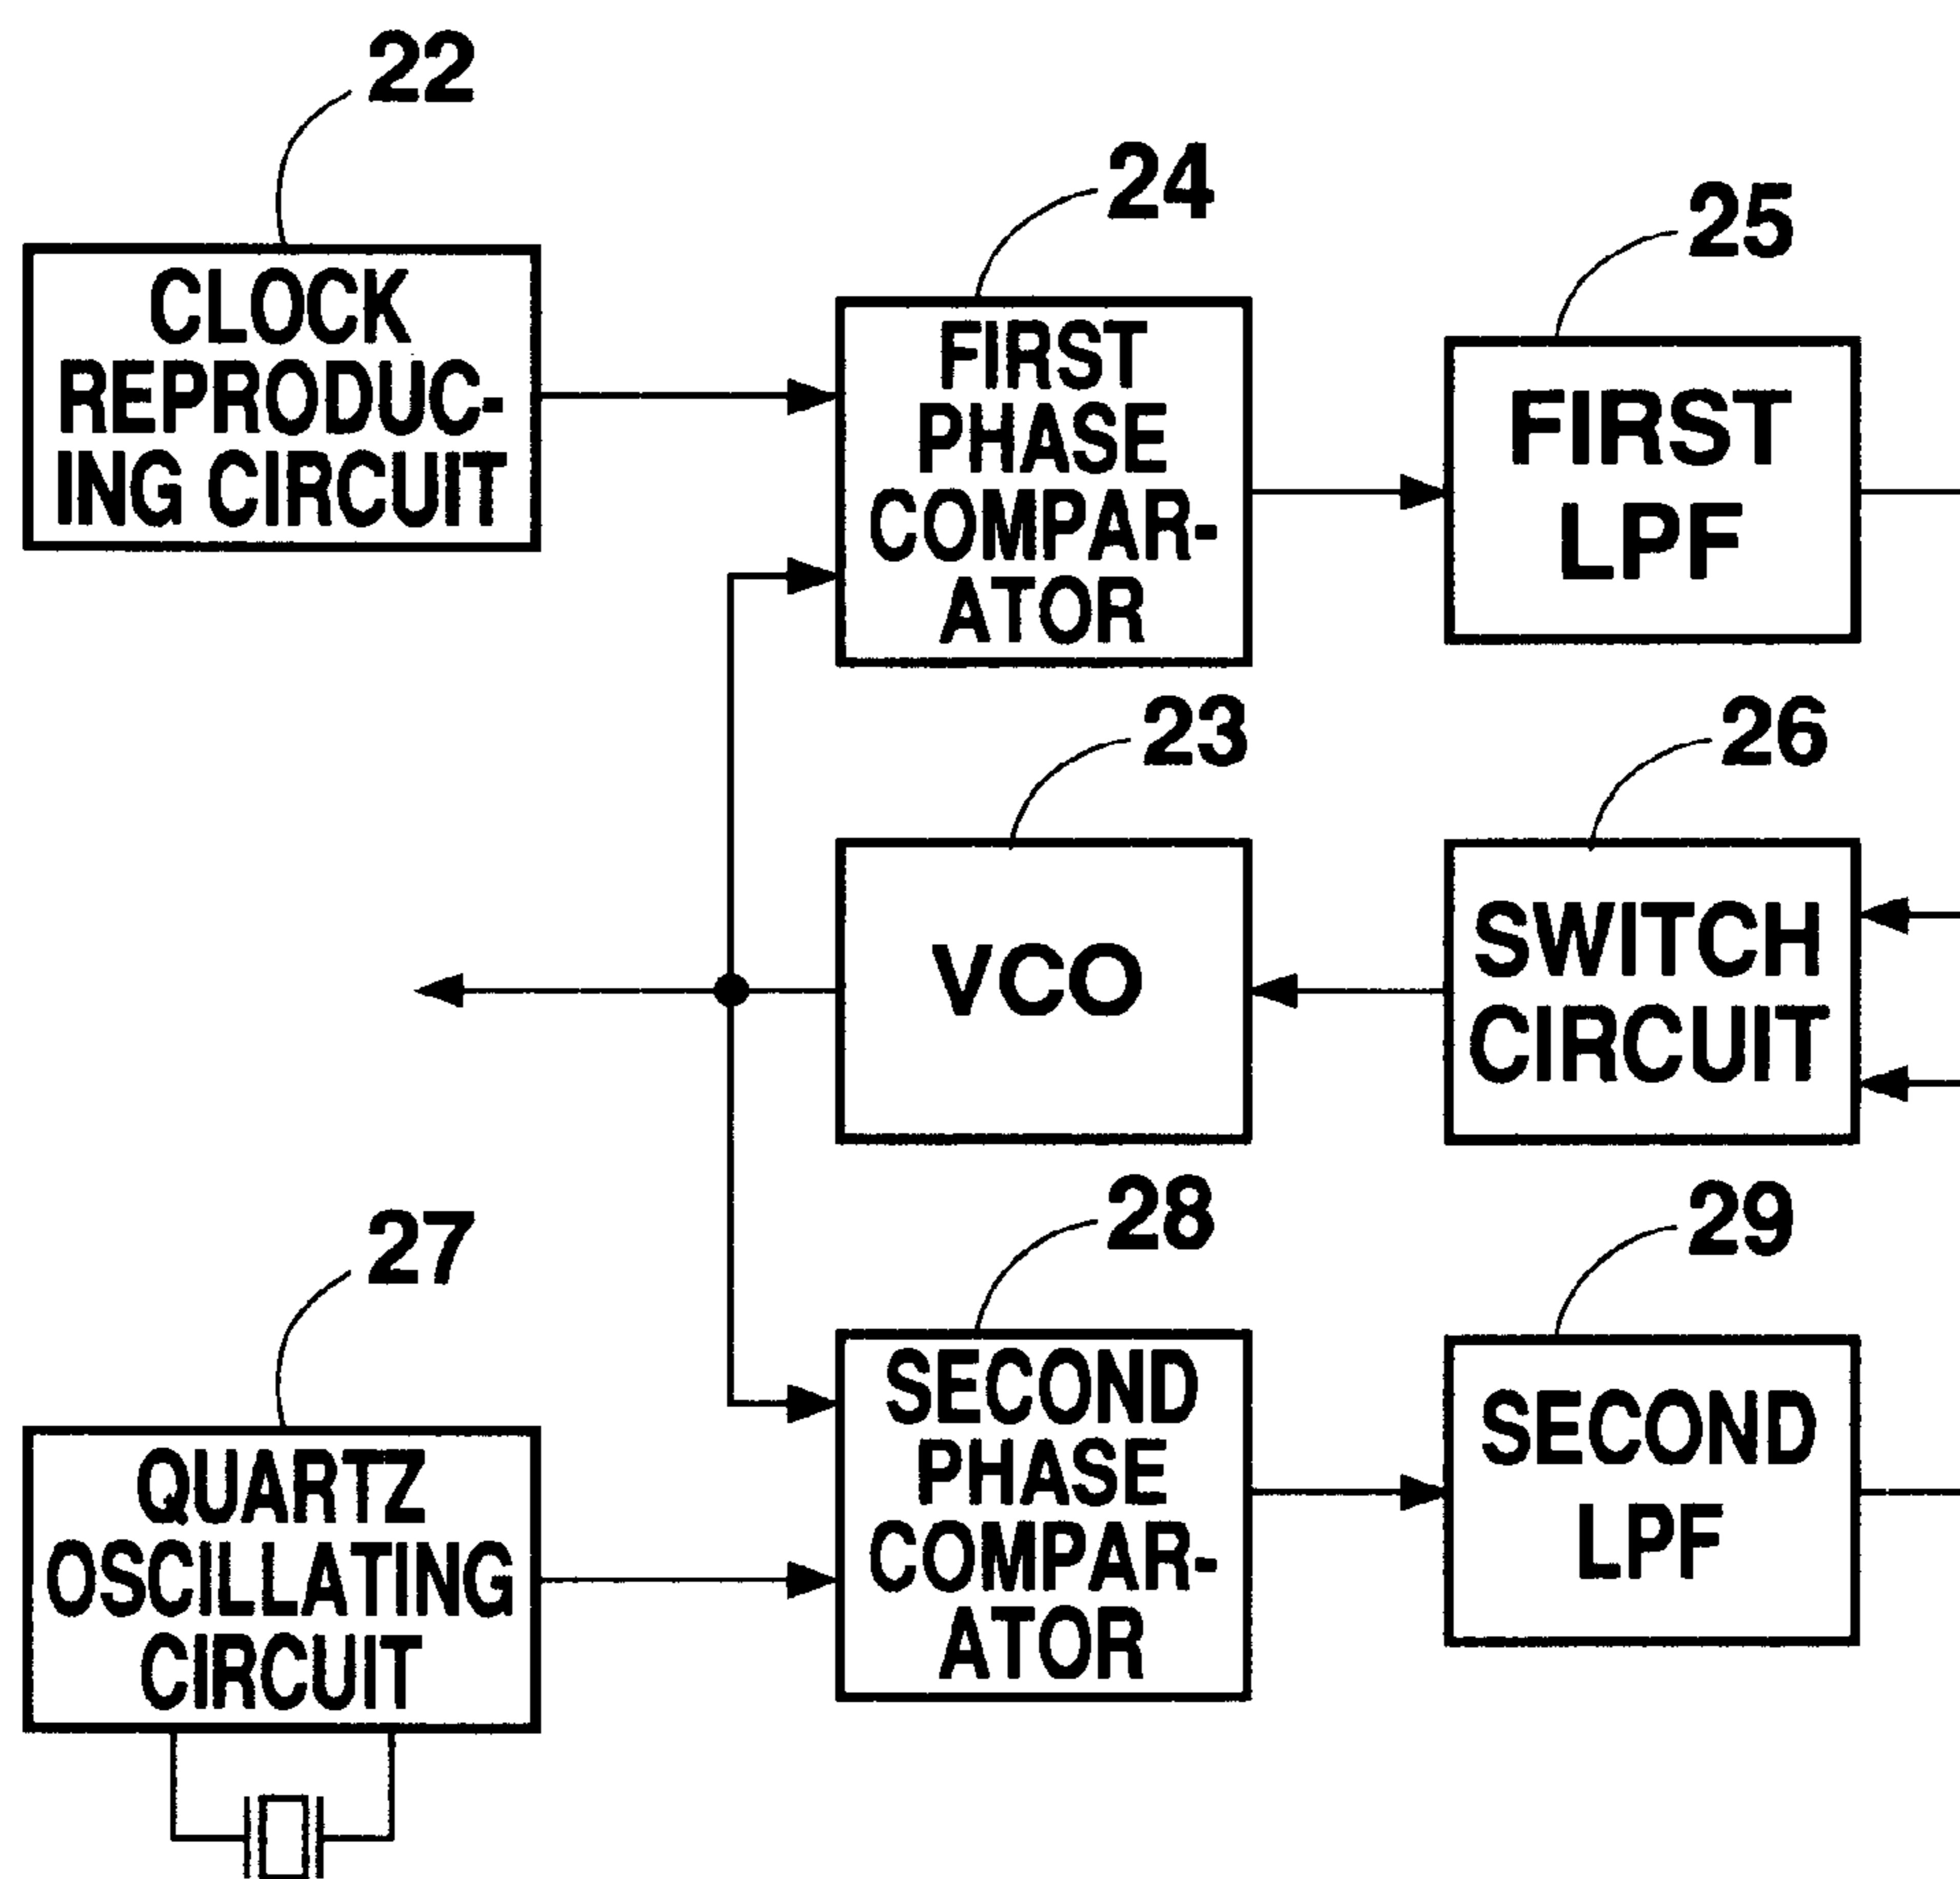 22
CLOCK
REPRODUC-
ING CIRCUIT
24
FIRST
PHASE
COMPAR-
ATOR
25
FIRST
LPF
23
VCO
26
SWITCH
CIRCUIT
27
QUARTZ
OSCILLATING
CIRCUIT
28
SECOND
PHASE
COMPAR-
ATOR
29
SECOND
LPF